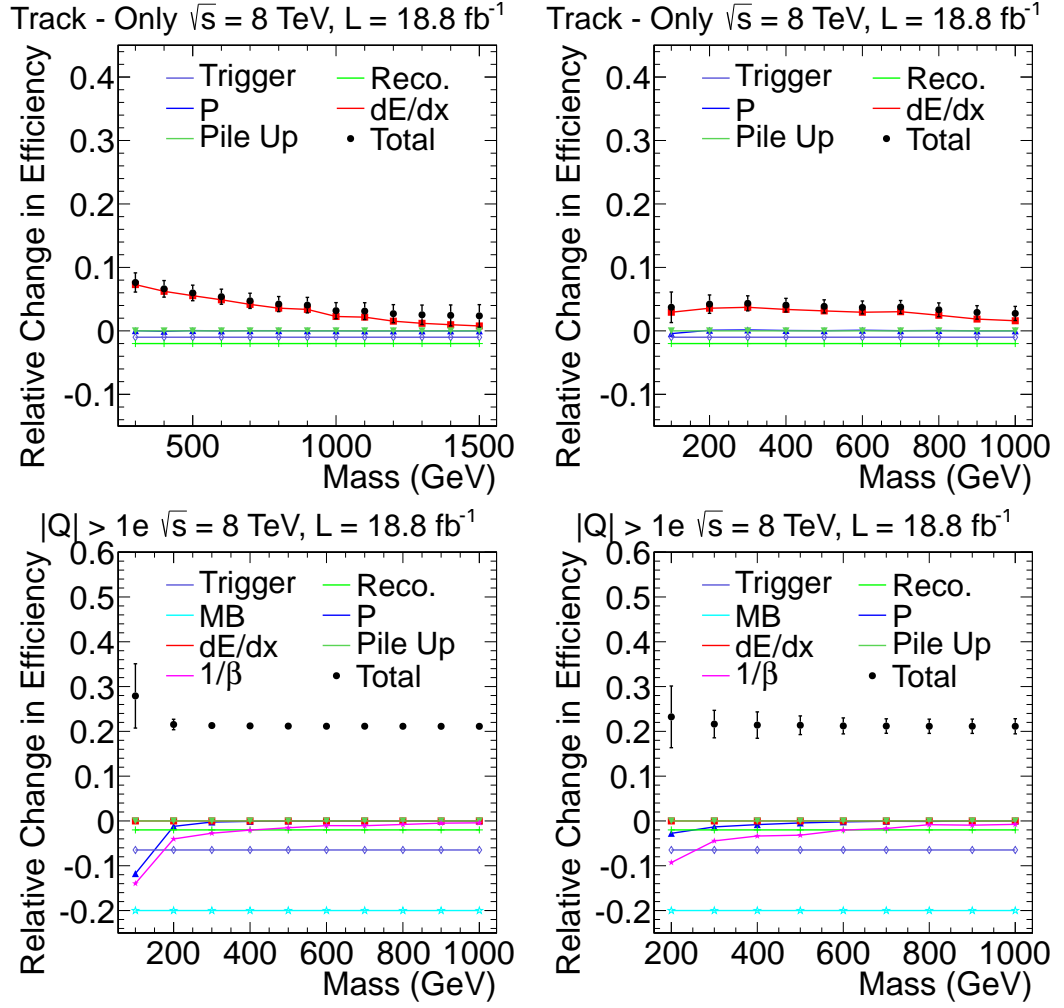 Track - Only √s = 8 TeV, L = 18.8 fb⁻¹
Relative Change in Efficiency
0.4
0.3
0.2
0.1
0
-0.1
Trigger
Reco.
P
dE/dx
Pile Up
Total
500 1000 1500
Mass (GeV)
Track - Only √s = 8 TeV, L = 18.8 fb⁻¹
Relative Change in Efficiency
0.4
0.3
0.2
0.1
0
-0.1
Trigger
Reco.
P
dE/dx
Pile Up
Total
200 400 600 800 1000
Mass (GeV)
|Q| > 1e √s = 8 TeV, L = 18.8 fb⁻¹
Relative Change in Efficiency
0.6
0.5
0.4
0.3
0.2
0.1
0
-0.1
-0.2
Trigger
Reco.
MB
P
dE/dx
Pile Up
1/β
Total
200 400 600 800 1000
Mass (GeV)
|Q| > 1e √s = 8 TeV, L = 18.8 fb⁻¹
Relative Change in Efficiency
0.6
0.5
0.4
0.3
0.2
0.1
0
-0.1
-0.2
Trigger
Reco.
MB
P
dE/dx
Pile Up
1/β
Total
200 300 400 500 600 700 800 900 1000
Mass (GeV)